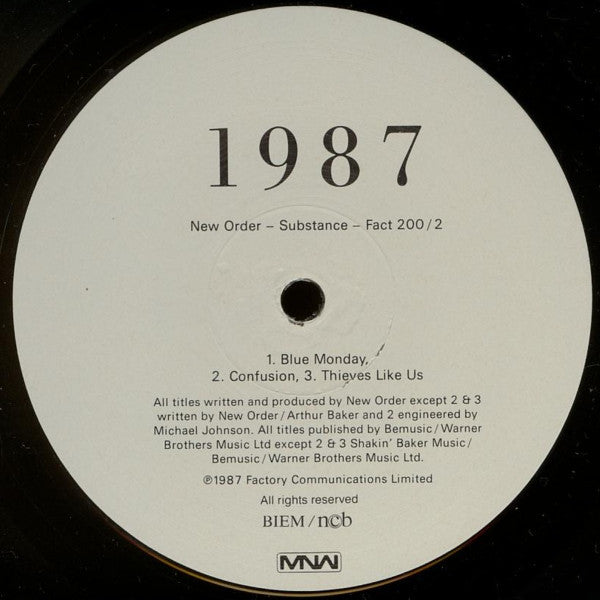 1987
New Order – Substance – Fact 200/2
1. Blue Monday,
2. Confusion, 3. Thieves Like Us
All titles written and produced by New Order except 2 & 3
written by New Order/Arthur Baker and 2 engineered by
Michael Johnson. All titles published by Bemusic/Warner
Brothers Music Ltd except 2 & 3 Shakin' Baker Music/
Bemusic/Warner Brothers Music Ltd.
℗1987 Factory Communications Limited
All rights reserved
BIEM/ncb
MNW